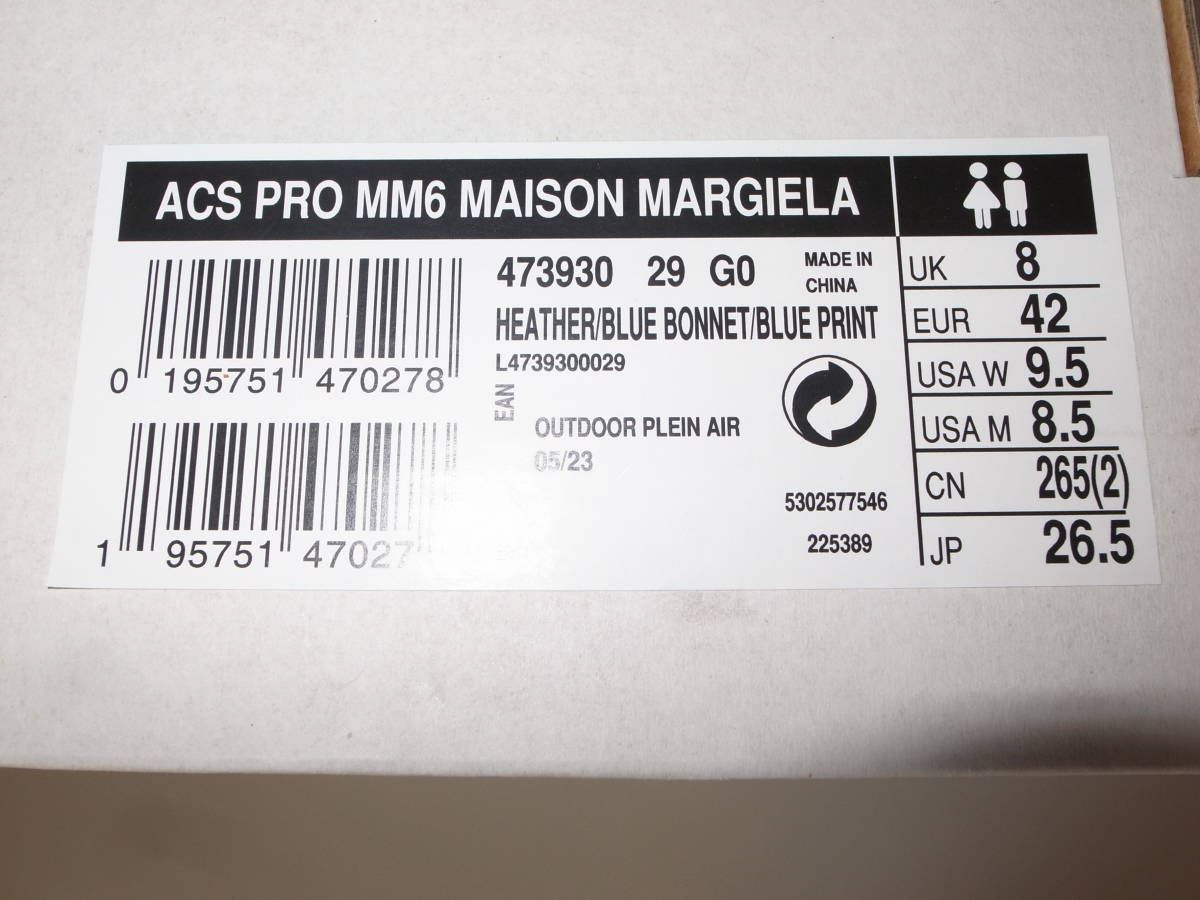 ACS PRO MM6 MAISON MARGIELA
473930 29 G0 MADE IN
CHINA
HEATHER/BLUE BONNET/BLUE PRINT
L4739300029
0 195751 470278
EAN
OUTDOOR PLEIN AIR
05/23
1 95751 47027
5302577546
225389
UK 8
EUR 42
USA W 9.5
USA M 8.5
CN 265(2)
JP 26.5